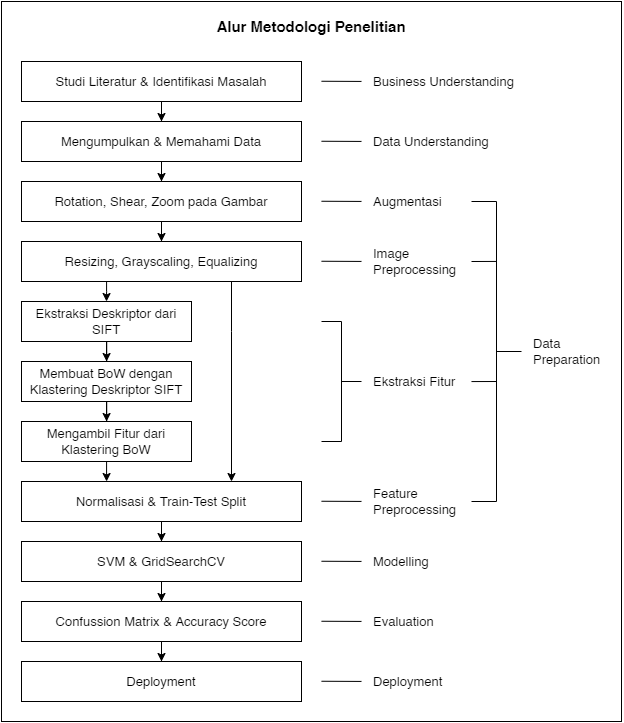 Alur Metodologi Penelitian
Studi Literatur & Identifikasi Masalah
Business Understanding
Mengumpulkan & Memahami Data
Data Understanding
Rotation, Shear, Zoom pada Gambar
Augmentasi
Resizing, Grayscaling, Equalizing
Image
Preprocessing
Ekstraksi Deskriptor dari
SIFT
Membuat BoW dengan
Klastering Deskriptor SIFT
Mengambil Fitur dari
Klastering BoW
Ekstraksi Fitur
Data
Preparation
Normalisasi & Train-Test Split
Feature
Preprocessing
SVM & GridSearchCV
Modelling
Confussion Matrix & Accuracy Score
Evaluation
Deployment
Deployment